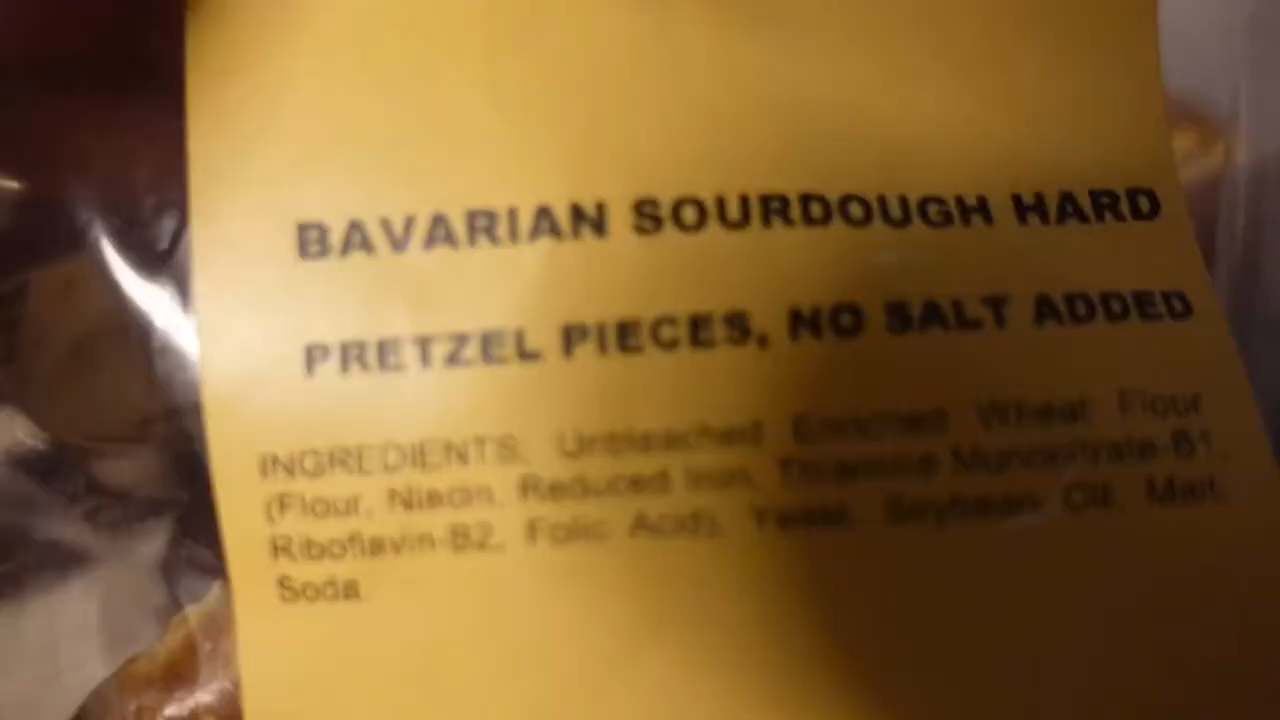 BAVARIAN SOURDOUGH HARD
PRETZEL PIECES, NO SALT ADDED
INGREDIENTS: Unbleached Enriched Wheat Flour
(Flour, Niacin, Reduced Iron, Thiamine Mononitrate-B1,
Riboflavin-B2, Folic Acid), Yeast, Soybean Oil, Malt,
Soda